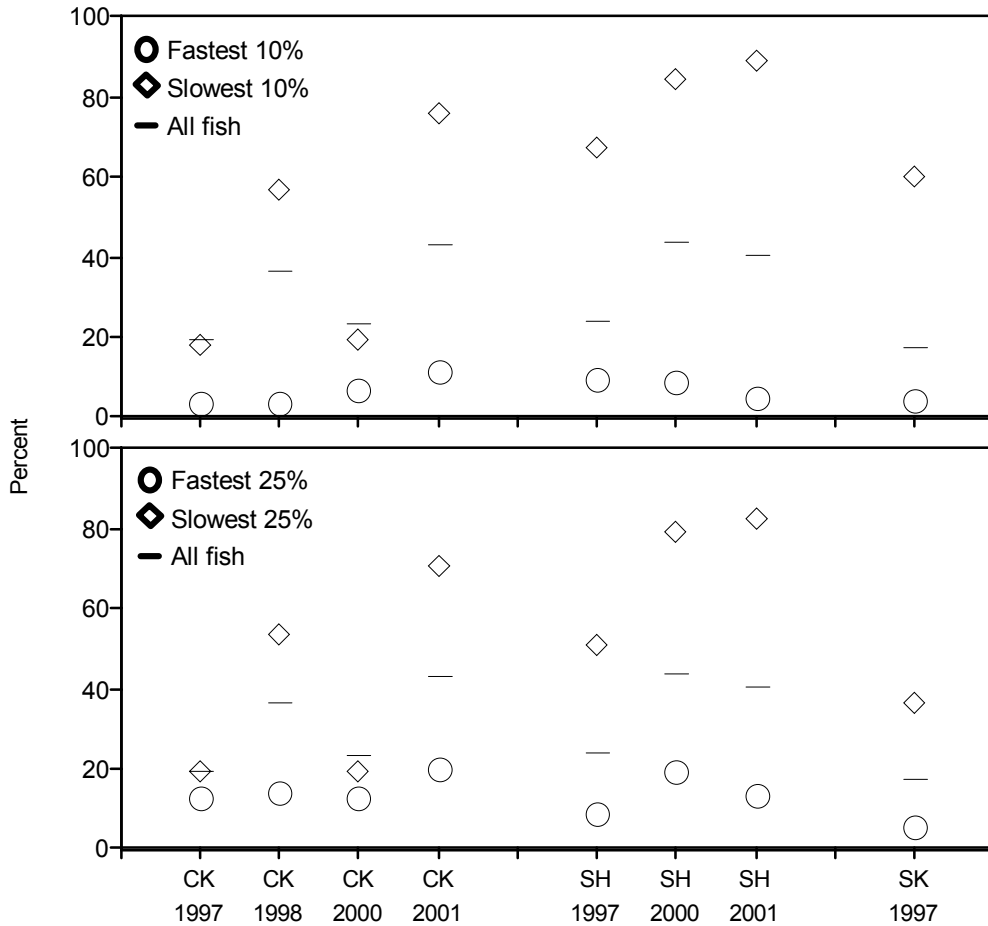 Percent
100
80
60
40
20
0
Fastest 10%
Slowest 10%
All fish
100
80
60
40
20
0
Fastest 25%
Slowest 25%
All fish
CK CK CK CK SH SH SH SK
1997 1998 2000 2001 1997 2000 2001 1997